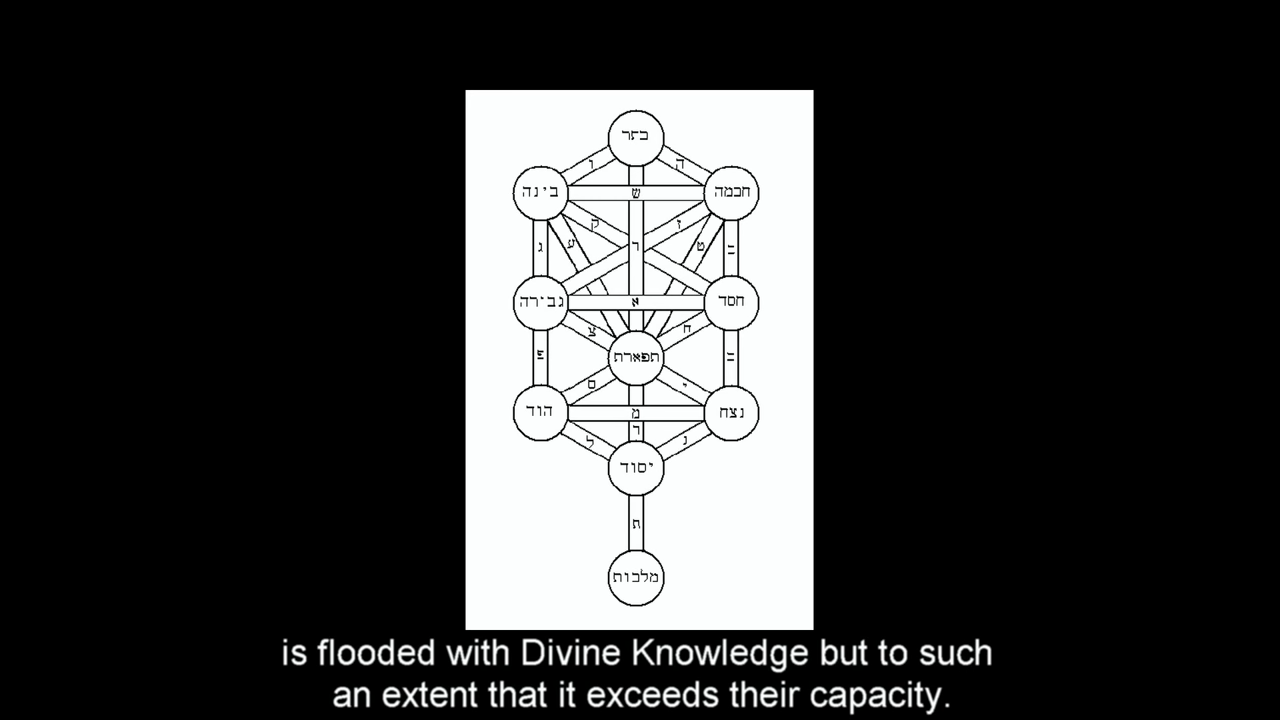 כתר
ו
ה
בינה
חכמה
ש
ק
ז
ג
ע
ר
ט
ב
גבירה
חסד
א
צ
ח
תפארת
פ
כ
ס
י
הוד
נצח
מ
ר
ל
נ
יסוד
ת
מלכות
is flooded with Divine Knowledge but to such
an extent that it exceeds their capacity.